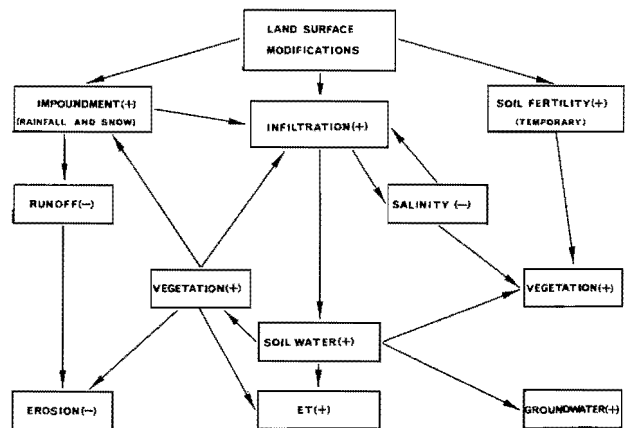 LAND SURFACE
MODIFICATIONS
IMPOUNDMENT(+)
(RAINFALL AND SNOW)
INFILTRATION(+)
SOIL FERTILITY(+)
(TEMPORARY)
RUNOFF(—)
SALINITY (—)
VEGETATION(+)
VEGETATION(+)
SOIL WATER(+)
EROSION(—)
ET(+)
GROUNDWATER(+)